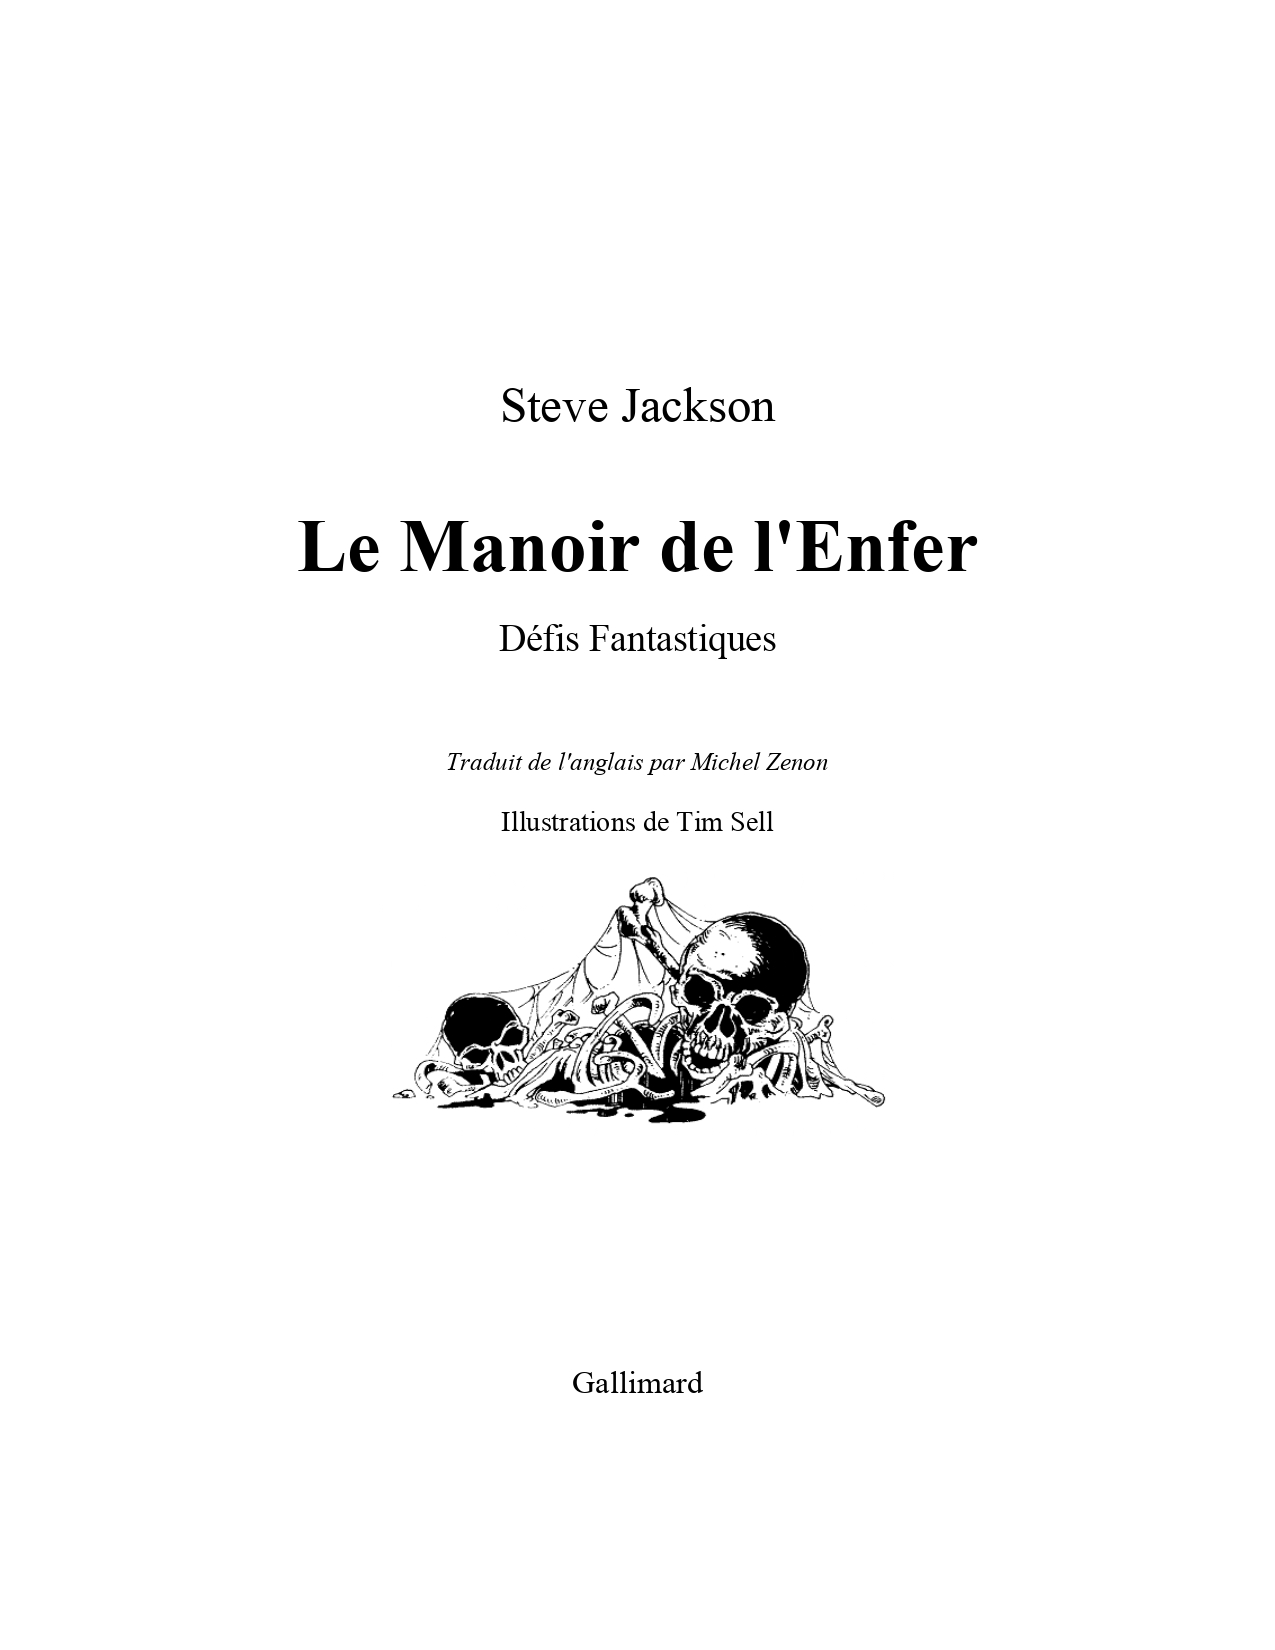 Steve Jackson
Le Manoir de l'Enfer
Défis Fantastiques
Traduit de l'anglais par Michel Zenon
Illustrations de Tim Sell
Gallimard